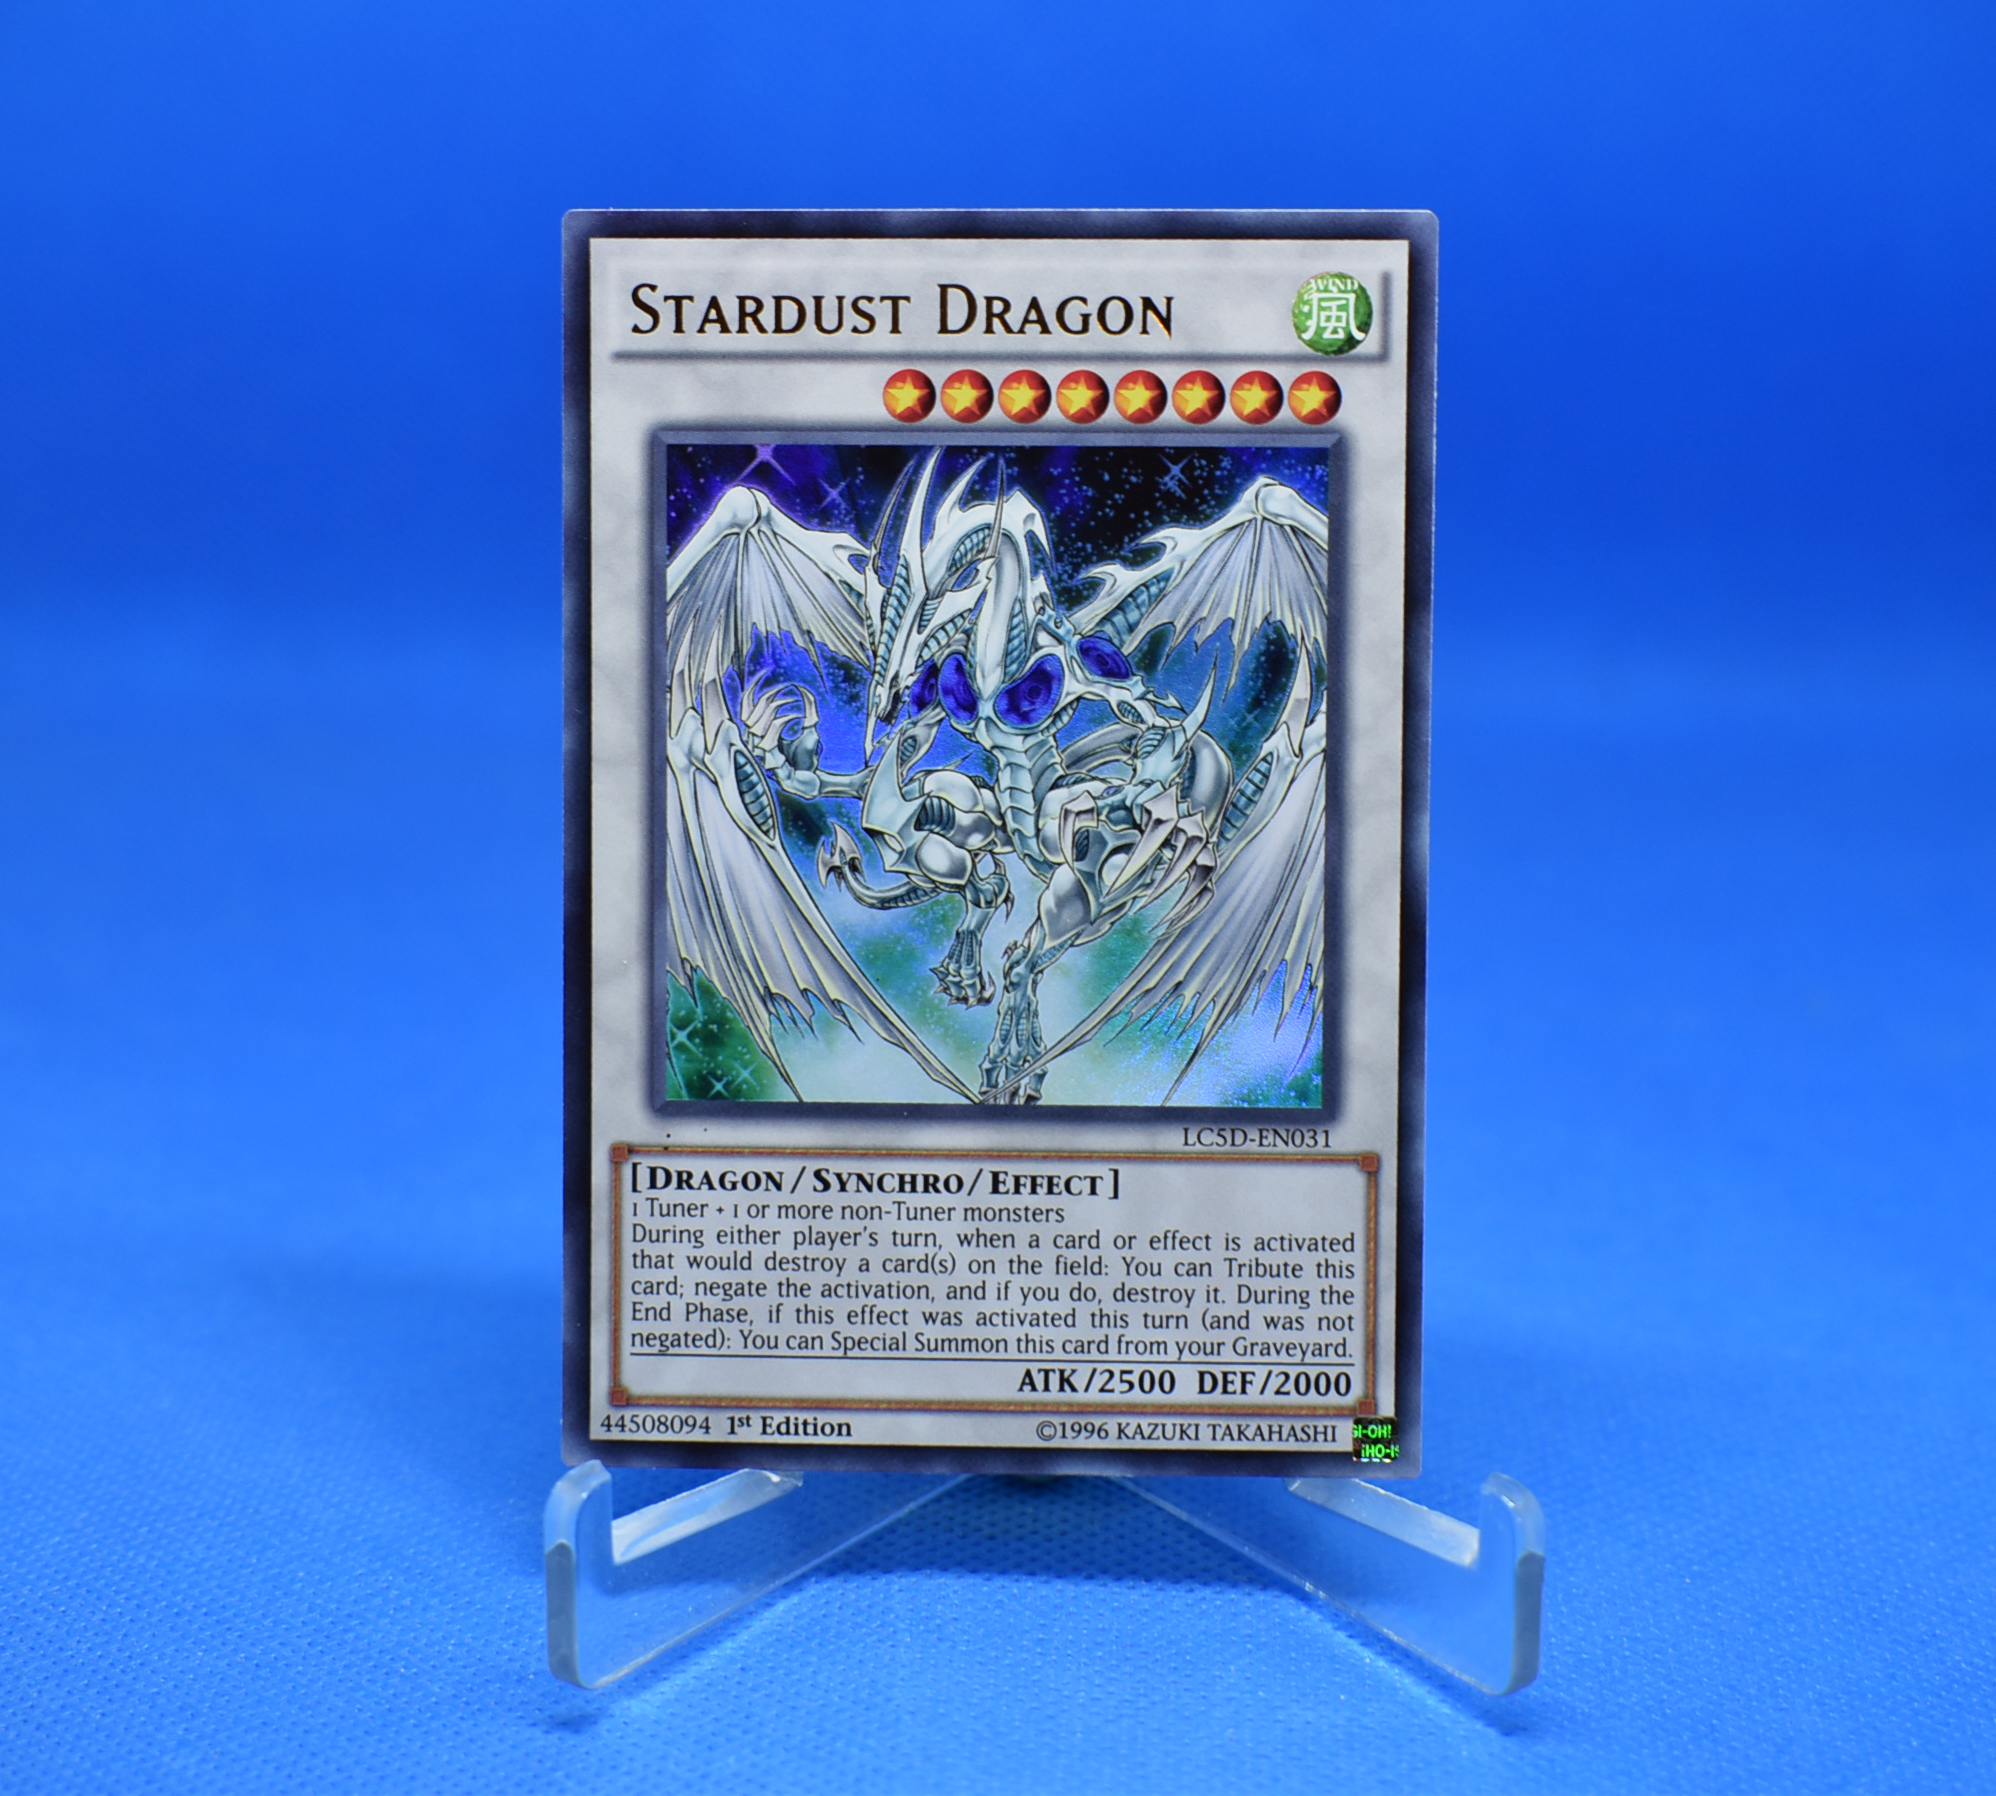 STARDUST DRAGON
WIND
風
LC5D-EN031
[DRAGON/SYNCHRO/EFFECT]
1 Tuner + 1 or more non-Tuner monsters
During either player's turn, when a card or effect is activated
that would destroy a card(s) on the field: You can Tribute this
card; negate the activation, and if you do, destroy it. During the
End Phase, if this effect was activated this turn (and was not
negated): You can Special Summon this card from your Graveyard.
ATK/2500 DEF/2000
44508094 1st Edition
©1996 KAZUKI TAKAHASHI